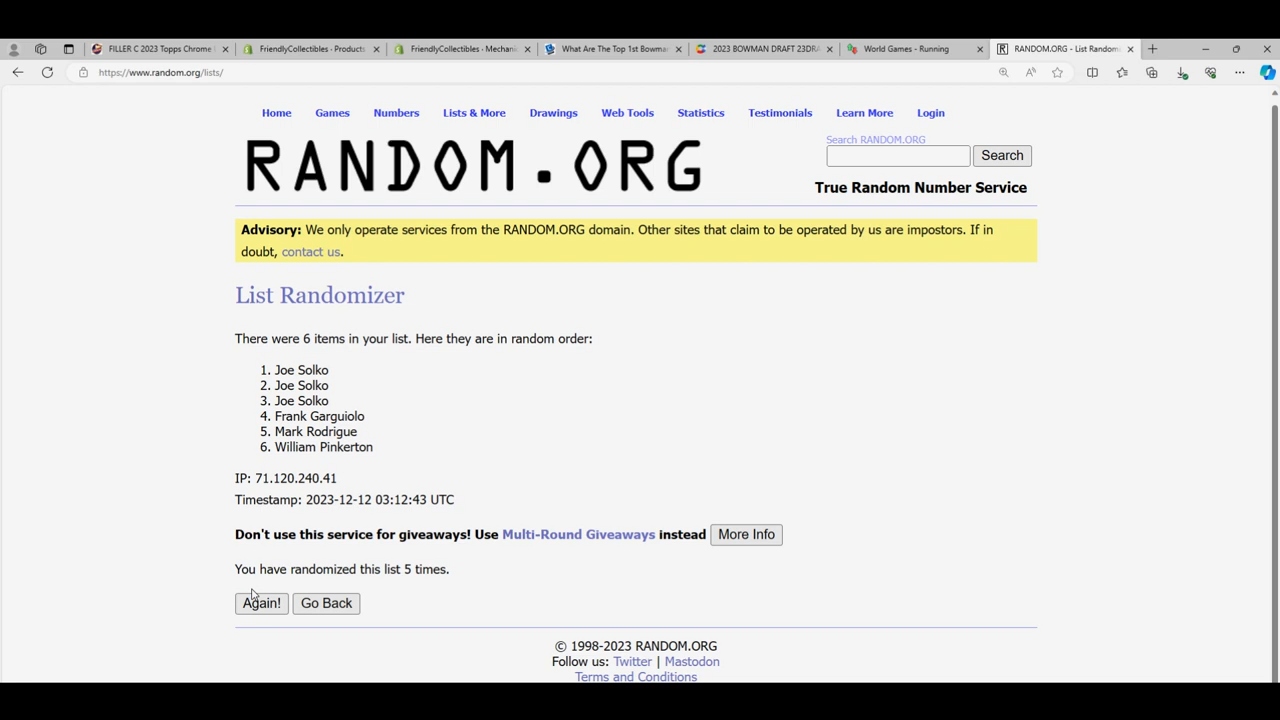 FILLER C 2023 Topps Chrome
FriendlyCollectibles - Products
FriendlyCollectibles - Mechani
What Are The Top 1st Bowma
2023 BOWMAN DRAFT 23DRA
World Games - Running
RANDOM.ORG - List Randomi
https://www.random.org/lists/
Home Games Numbers Lists & More Drawings Web Tools Statistics Testimonials Learn More Login
RANDOM.ORG
Search RANDOM.ORG
Search
True Random Number Service
Advisory: We only operate services from the RANDOM.ORG domain. Other sites that claim to be operated by us are impostors. If in
doubt, contact us.
List Randomizer
There were 6 items in your list. Here they are in random order:
1. Joe Solko
2. Joe Solko
3. Joe Solko
4. Frank Garguiolo
5. Mark Rodrigue
6. William Pinkerton
IP: 71.120.240.41
Timestamp: 2023-12-12 03:12:43 UTC
Don't use this service for giveaways! Use Multi-Round Giveaways instead More Info
You have randomized this list 5 times.
Again! Go Back
© 1998-2023 RANDOM.ORG
Follow us: Twitter | Mastodon
Terms and Conditions